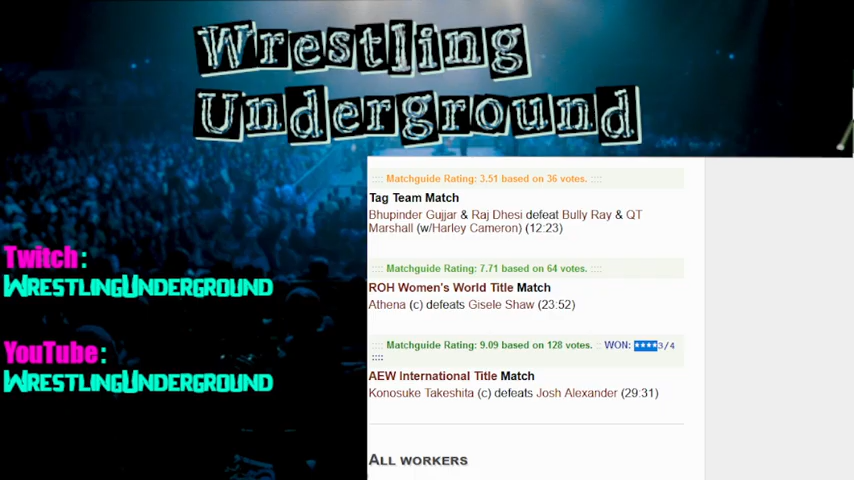 Wrestling
Underground
:::: Matchguide Rating: 3.51 based on 36 votes. ::::
Tag Team Match
Bhupinder Gujjar & Raj Dhesi defeat Bully Ray & QT
Marshall (w/Harley Cameron) (12:23)
Twitch:
WrestlingUnderground
:::: Matchguide Rating: 7.71 based on 64 votes. ::::
ROH Women's World Title Match
Athena (c) defeats Gisele Shaw (23:52)
YouTube:
WrestlingUnderground
:::: Matchguide Rating: 9.09 based on 128 votes. :: WON: ****3/4
::::
AEW International Title Match
Konosuke Takeshita (c) defeats Josh Alexander (29:31)
All workers